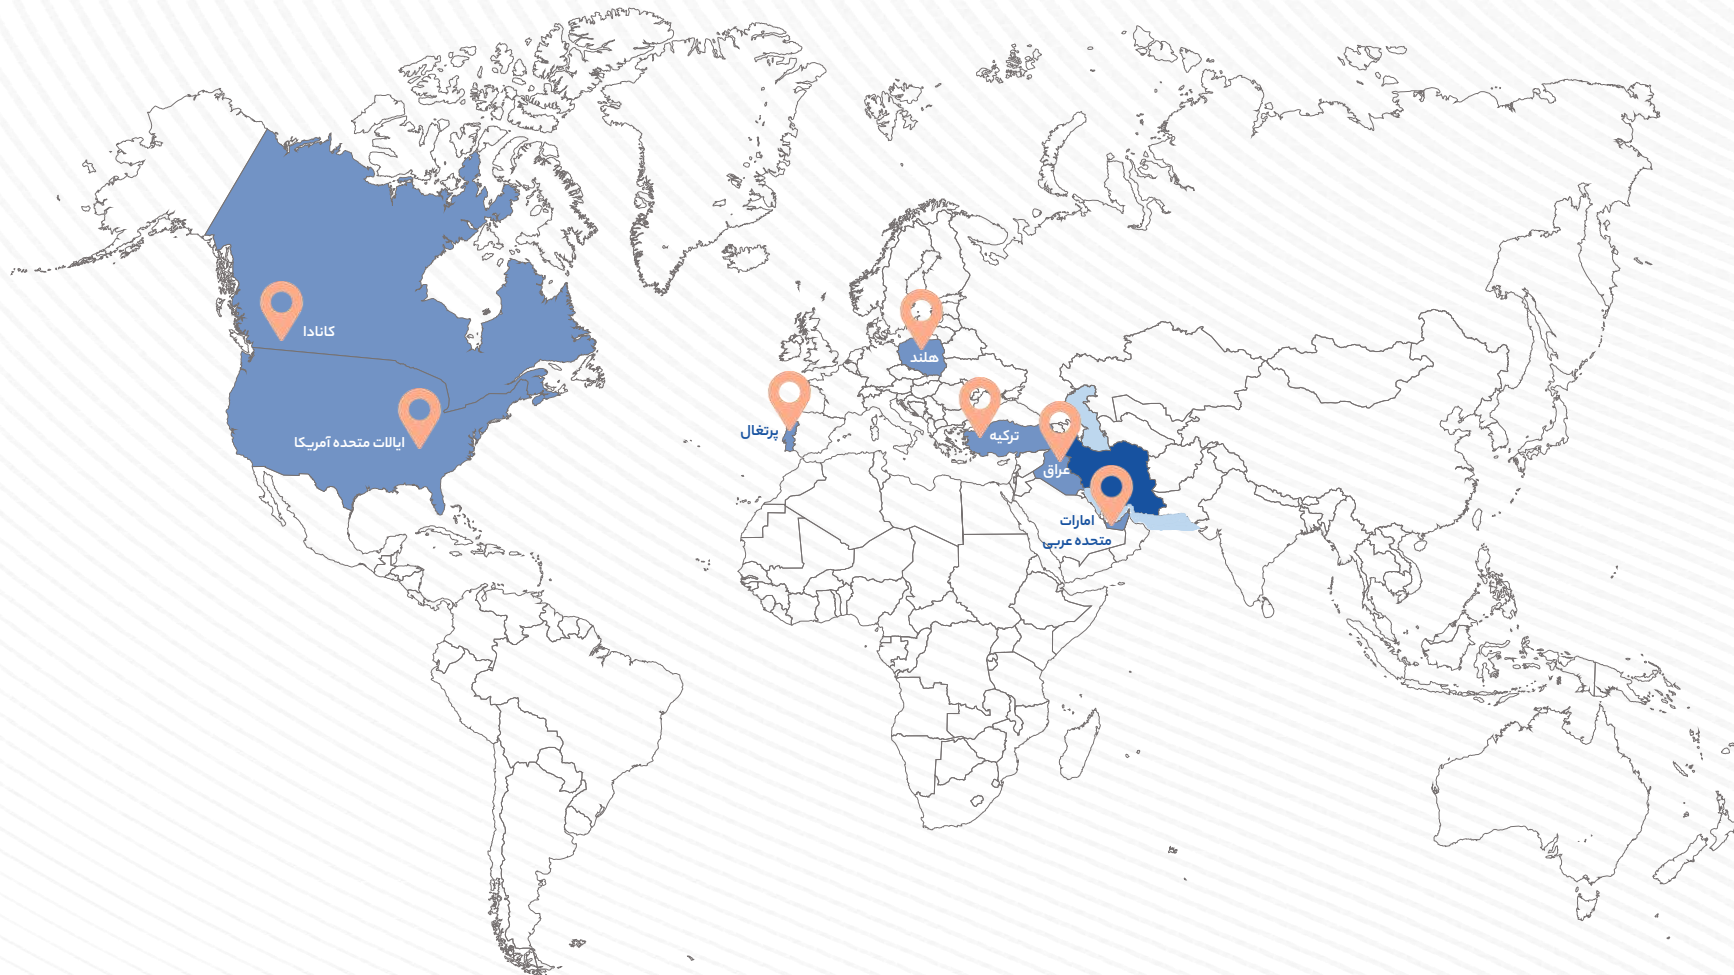 کانادا
هلند
پرتغال
ترکیه
ایالات متحده آمریکا
عراق
امارات
متحده عربی